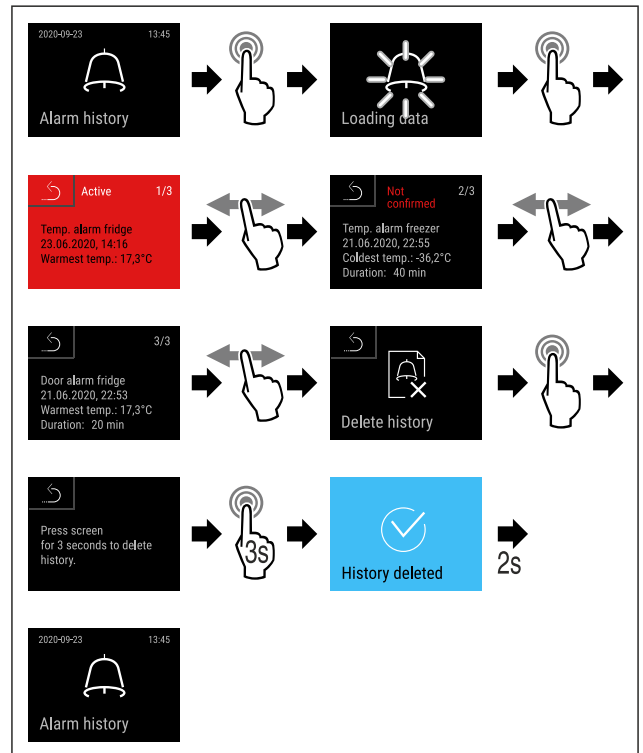 2020-09-23 13:45
Alarm history
Loading data
Active 1/3
Temp. alarm fridge
23.06.2020, 14:16
Warmest temp.: 17,3°C
Not 2/3
confirmed
Temp. alarm freezer
21.06.2020, 22:55
Coldest temp.: -36,2°C
Duration: 40 min
3/3
Door alarm fridge
21.06.2020, 22:53
Warmest temp.: 17,3°C
Duration: 20 min
Delete history
Press screen
for 3 seconds to delete
history.
3s
History deleted
2s
2020-09-23 13:45
Alarm history